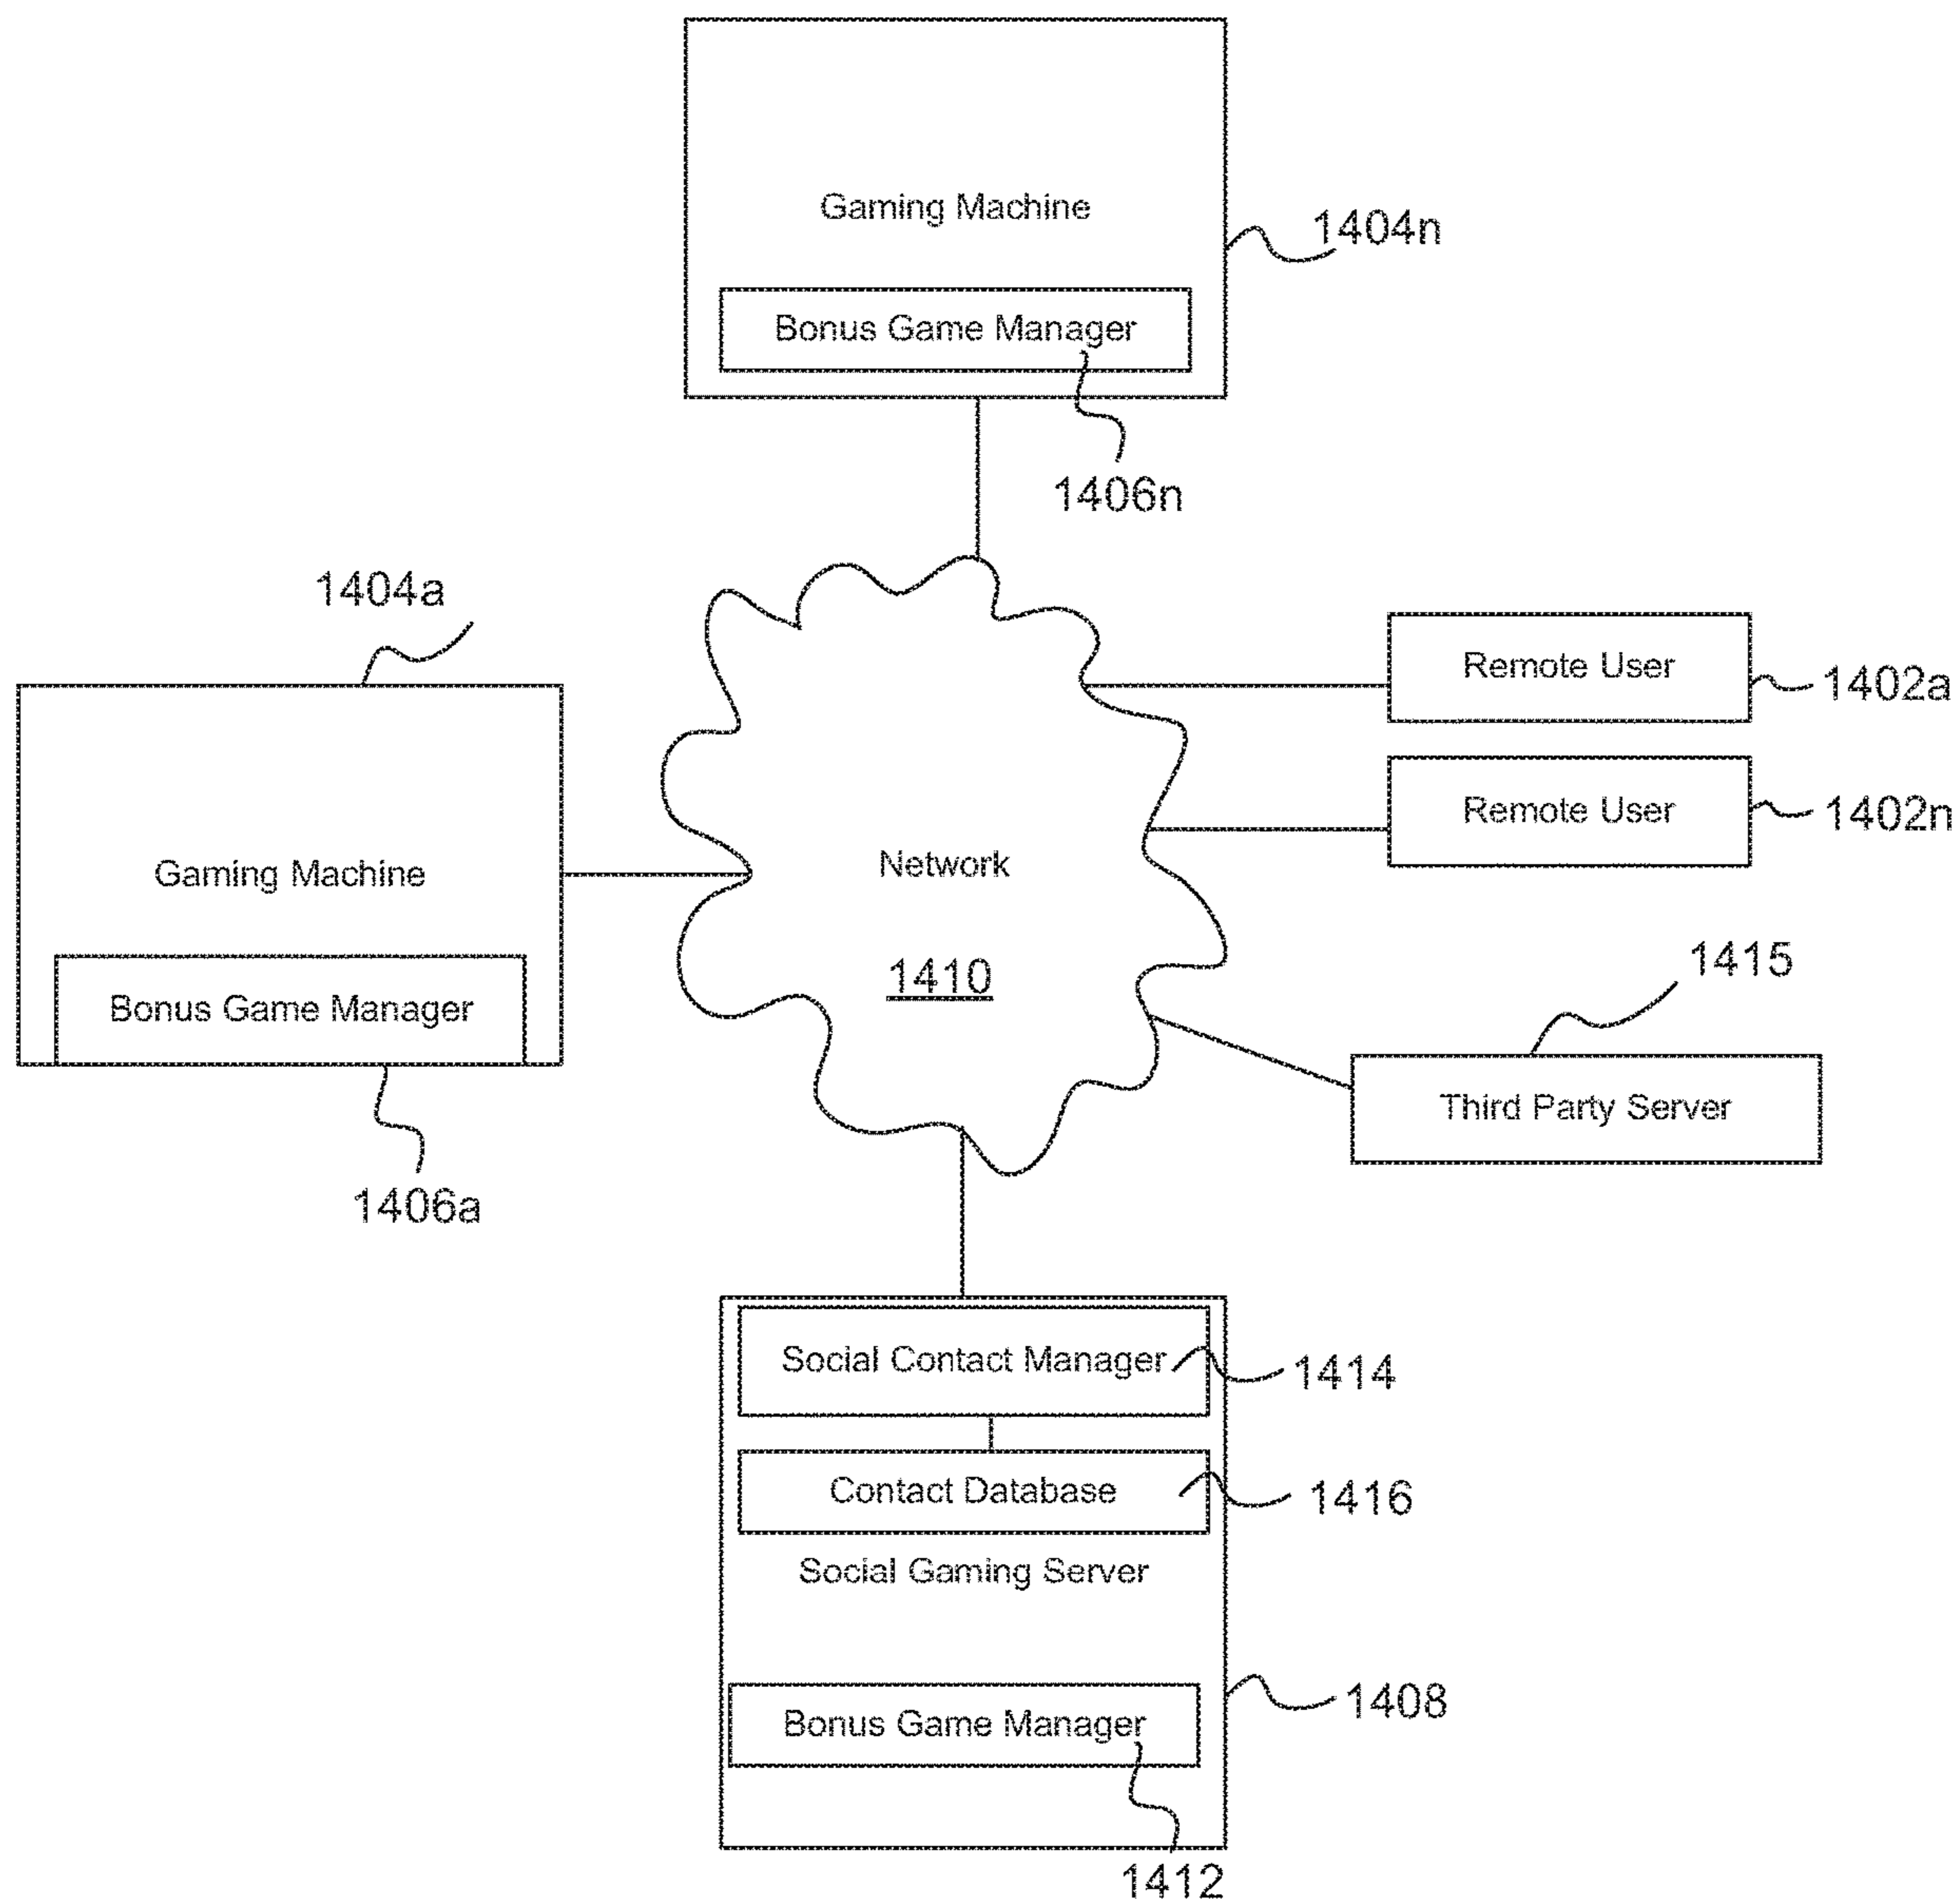 Gaming Machine
1404n
Bonus Game Manager
1406n
1404a
Remote User
1402a
Remote User
1402n
Gaming Machine
Network
1410
1415
Bonus Game Manager
Third Party Server
1406a
Social Contact Manager
1414
Contact Database
1416
Social Gaming Server
1408
Bonus Game Manager
1412